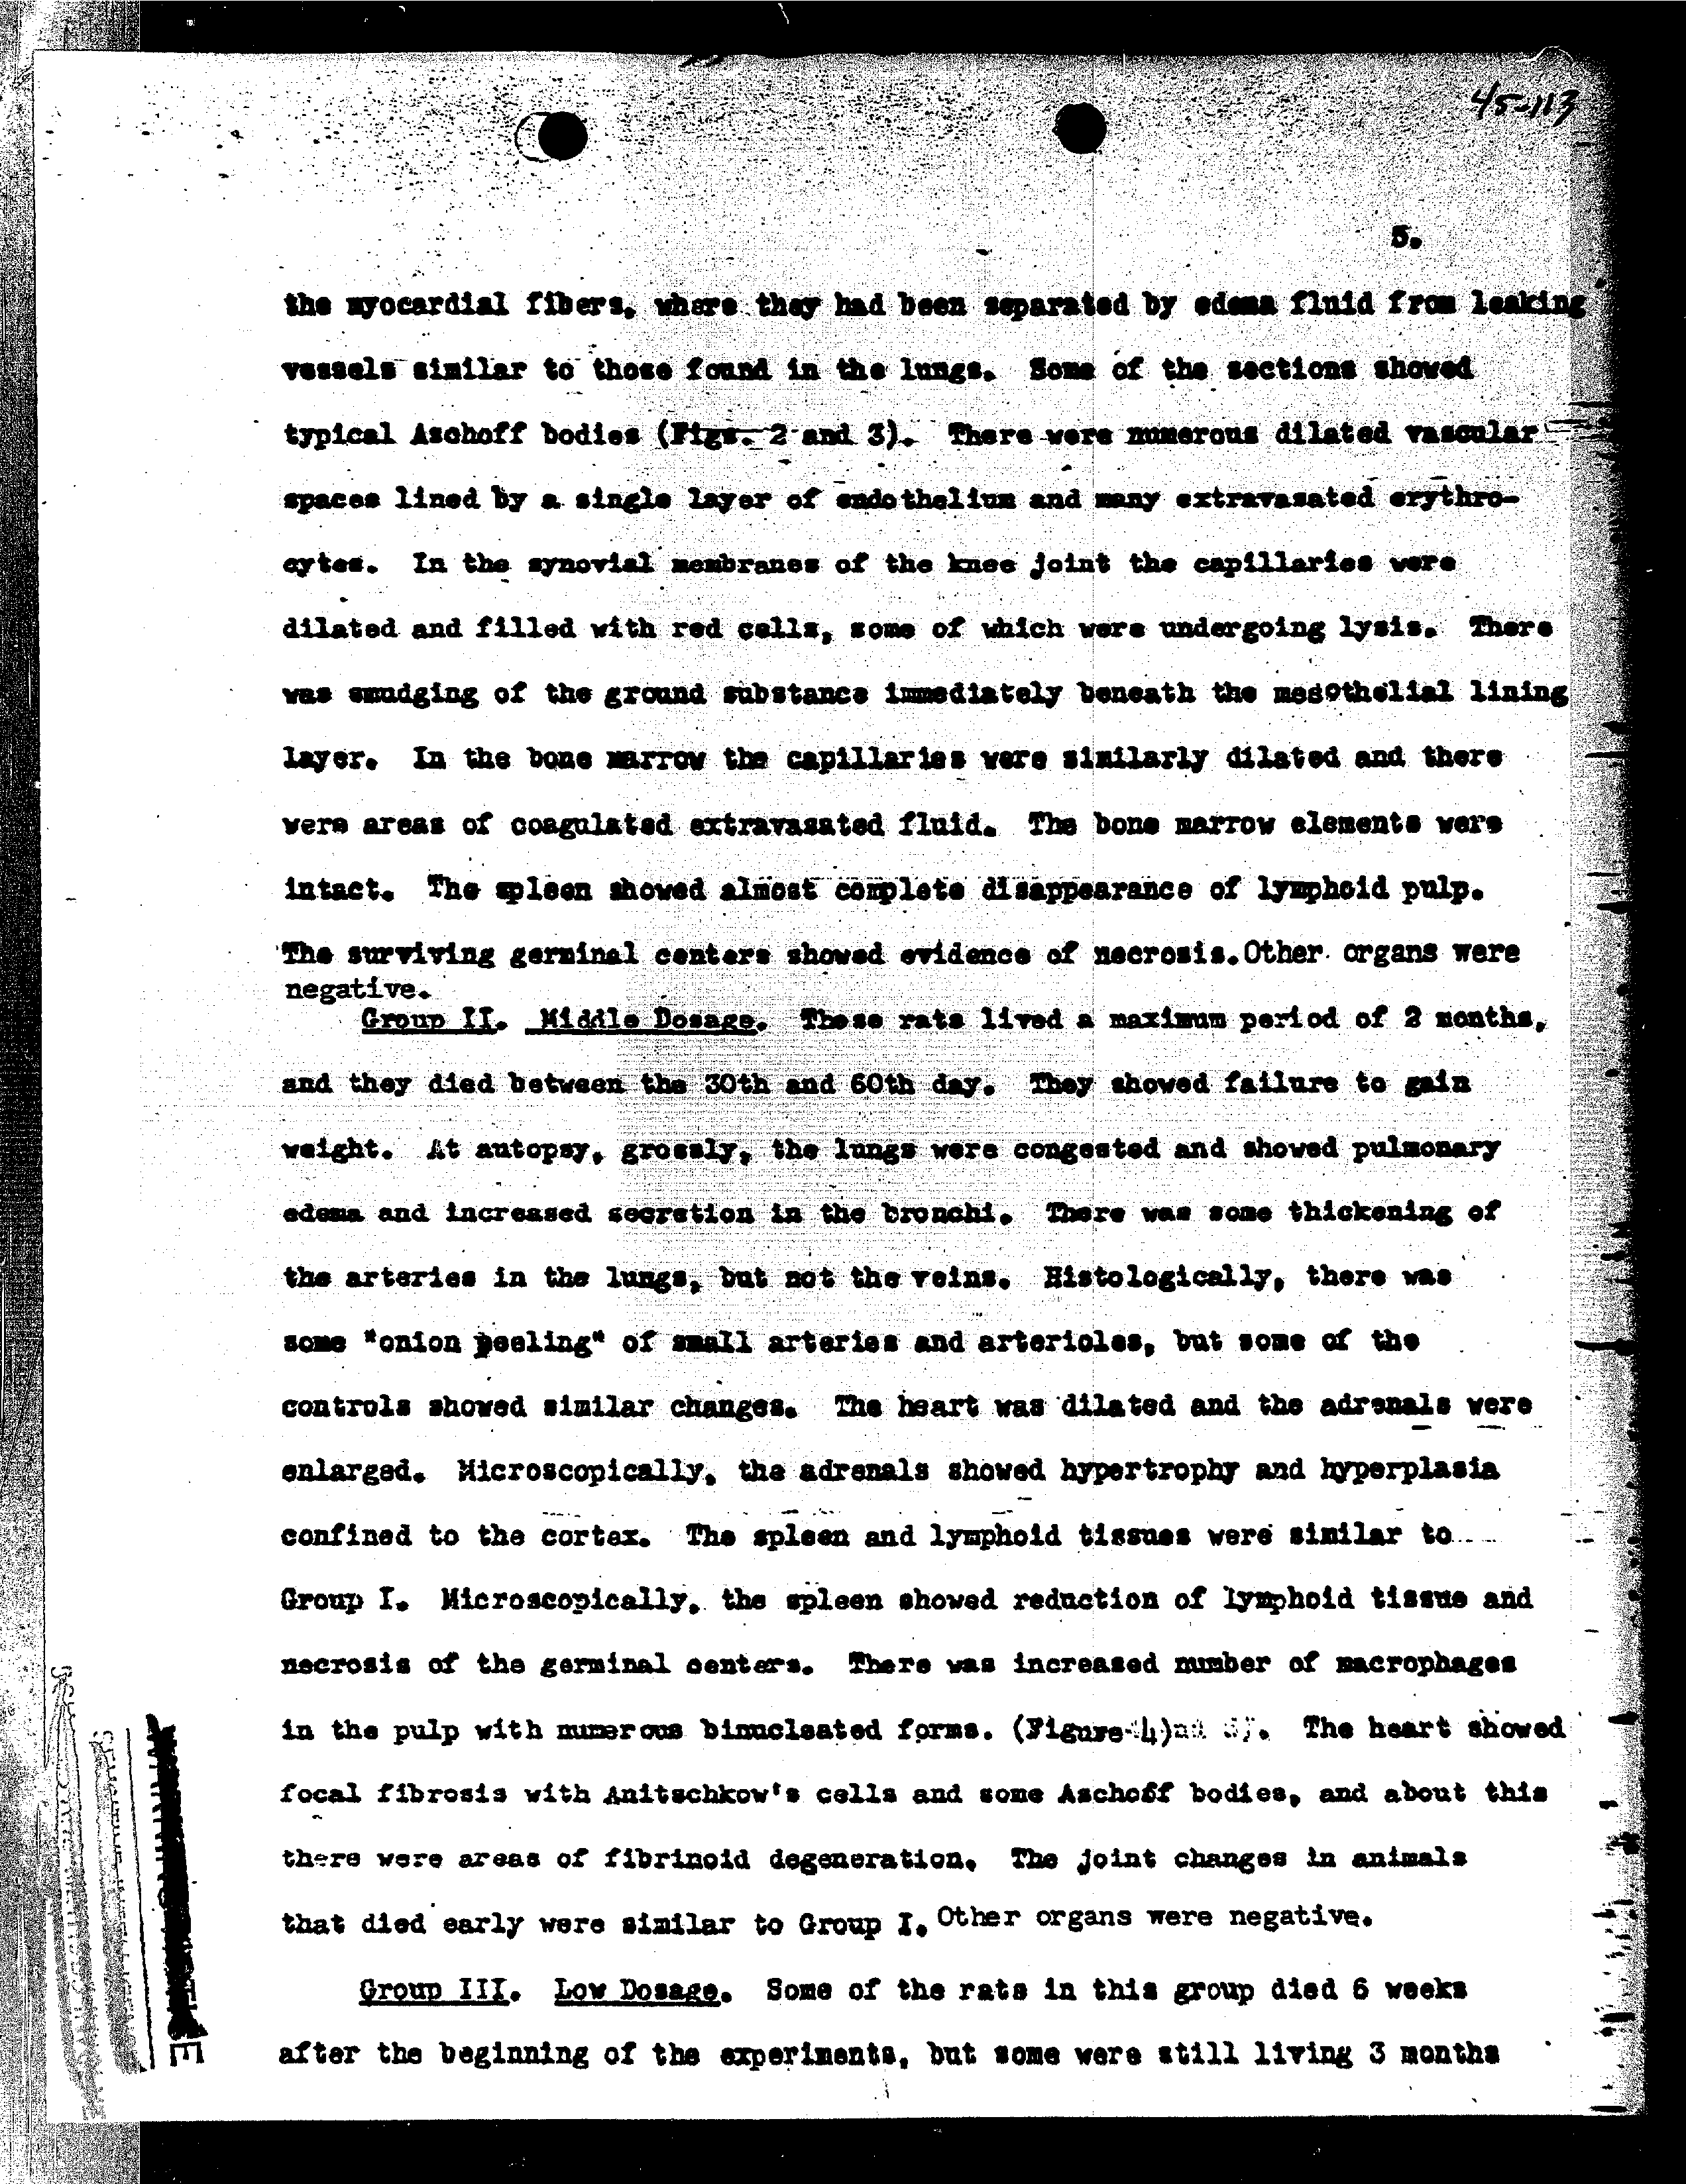 45-113
5.
the myocardial fibers, where they had been separated by edema fluid from leaking
vessels similar to those found in the lungs. Some of the sections showed
typical Aschoff bodies (Figs. 2 and 3). There were numerous dilated vascular
spaces lined by a single layer of endothelium and many extravasated erythro-
cytes. In the synovial membranes of the knee joint the capillaries were
dilated and filled with red cells, some of which were undergoing lysis. There
was smudging of the ground substance immediately beneath the mesothelial lining
layer. In the bone marrow the capillaries were similarly dilated and there
were areas of coagulated extravasated fluid. The bone marrow elements were
intact. The spleen showed almost complete disappearance of lymphoid pulp.
The surviving germinal centers showed evidence of necrosis. Other organs were
negative.
Group II. Middle Dosage. These rats lived a maximum period of 2 months,
and they died between the 30th and 60th day. They showed failure to gain
weight. At autopsy, grossly, the lungs were congested and showed pulmonary
edema and increased secretion in the bronchi. There was some thickening of
the arteries in the lungs, but not the veins. Histologically, there was
some "onion peeling" of small arteries and arterioles, but some of the
controls showed similar changes. The heart was dilated and the adrenals were
enlarged. Microscopically, the adrenals showed hypertrophy and hyperplasia
confined to the cortex. The spleen and lymphoid tissues were similar to
Group I. Microscopically, the spleen showed reduction of lymphoid tissue and
necrosis of the germinal centers. There was increased number of macrophages
in the pulp with numerous binucleated forms. (Figure 4). The heart showed
focal fibrosis with Anitschkow's cells and some Aschoff bodies, and about this
there were areas of fibrinoid degeneration. The joint changes in animals
that died early were similar to Group I. Other organs were negative.
Group III. Low Dosage. Some of the rats in this group died 6 weeks
after the beginning of the experiments, but some were still living 3 months